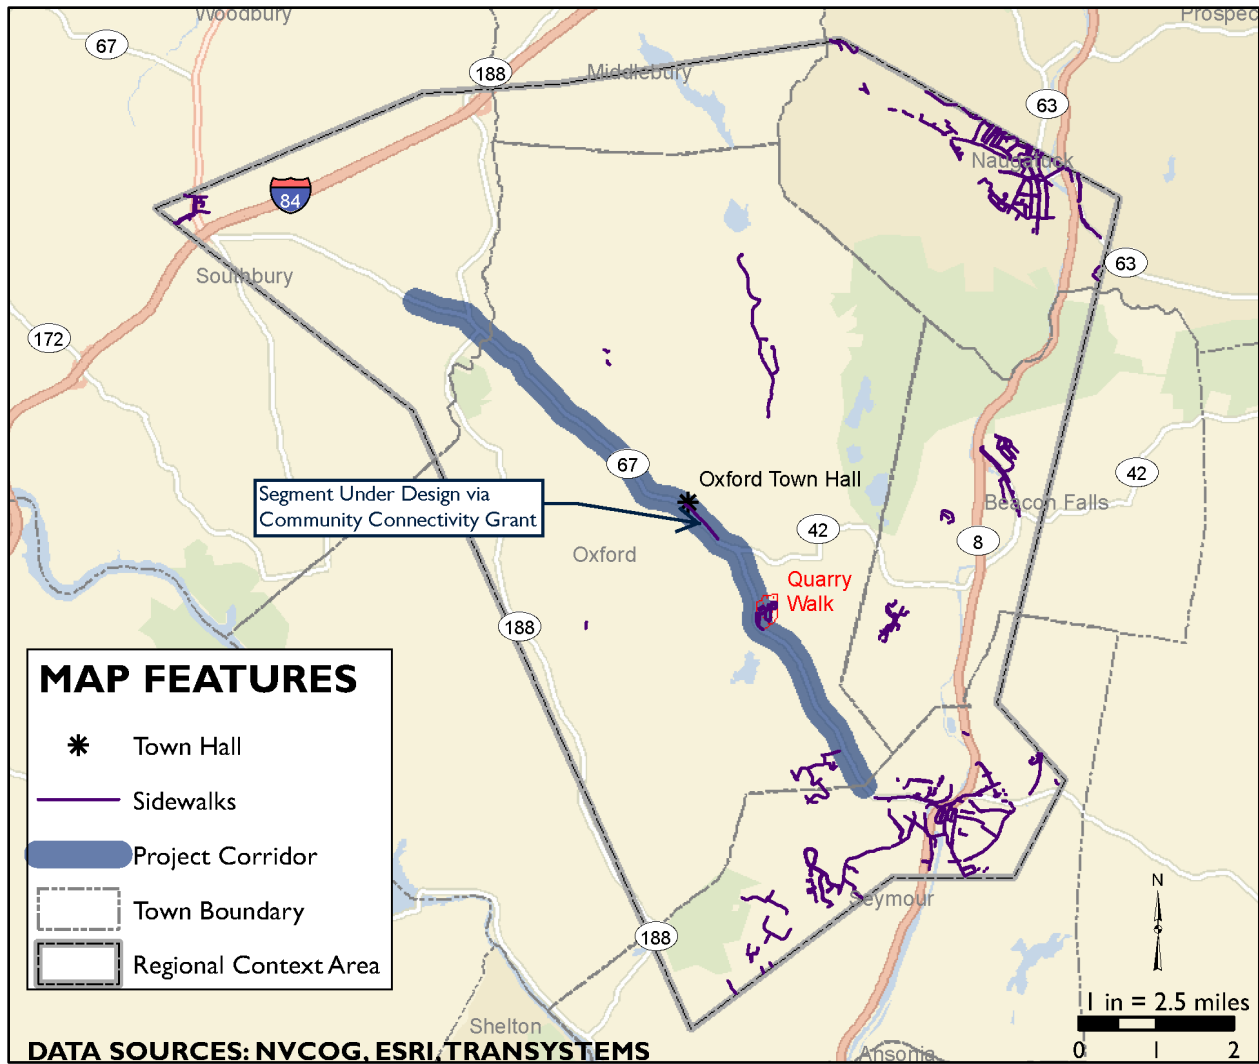 Woodbury
Prospec
67
188
Middlebury
63
Naugatuck
84
Southbury
63
172
67
Oxford Town Hall
Segment Under Design via
Community Connectivity Grant
42
Beacon Falls
42
8
Oxford
Quarry
Walk
188
MAP FEATURES
Town Hall
Sidewalks
Project Corridor
Town Boundary
Regional Context Area
Seymour
188
N
1 in = 2.5 miles
0 1 2
Shelton
Ansonia
DATA SOURCES: NVCOG, ESRI, TRANSYSTEMS